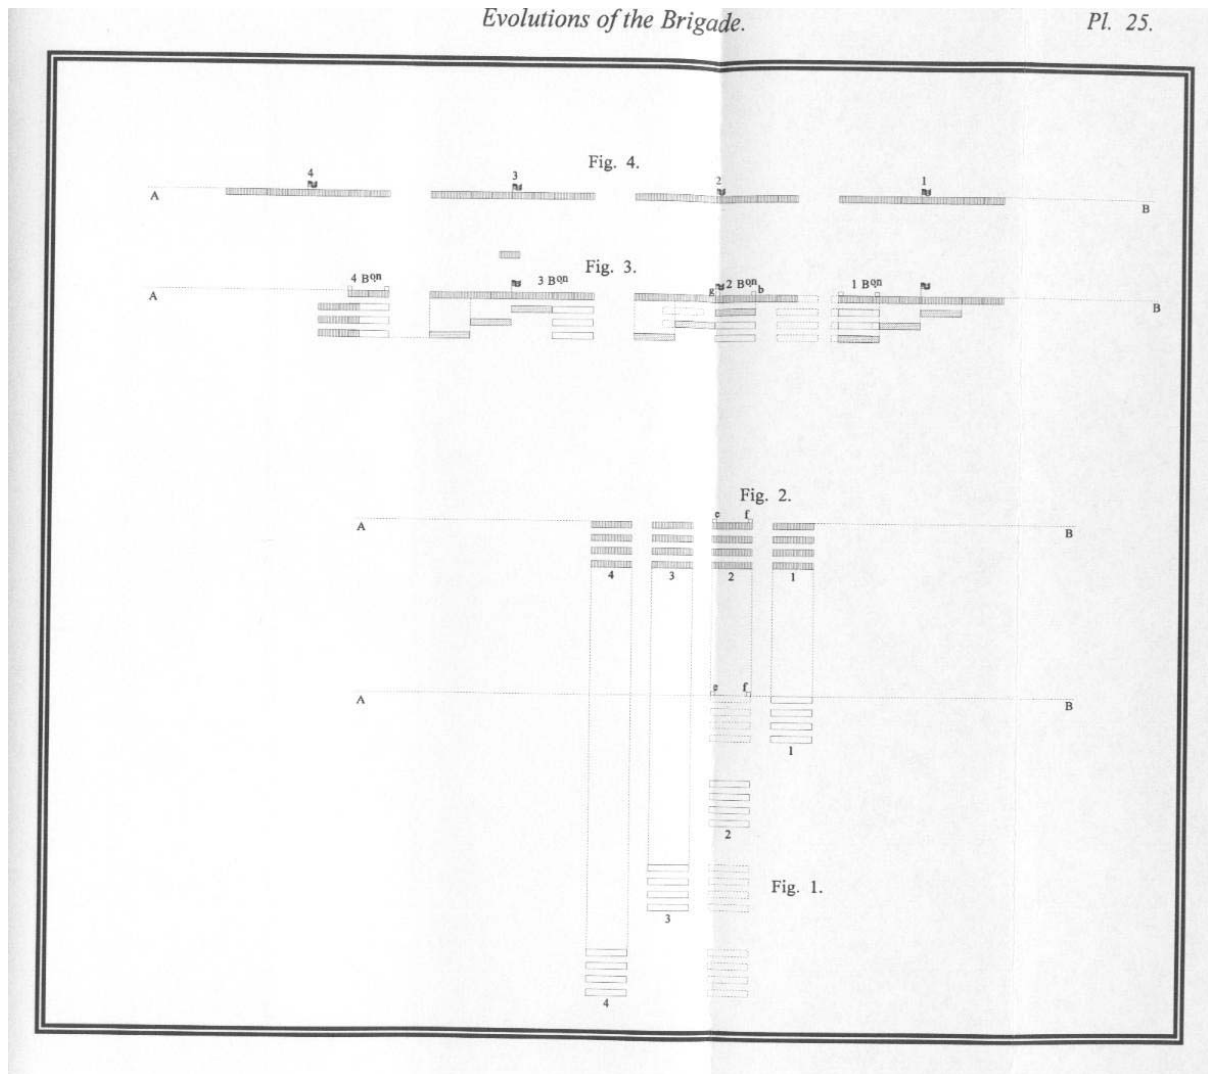 Evolutions of the Brigade. Pl. 25.
Fig. 4.
4 3 2 1
A B
Fig. 3.
4 Bon 3 Bon g 2 Bon b 1 Bon
A B
Fig. 2.
e f
A B
4 3 2 1
e f
A B
1
2
Fig. 1.
3
4